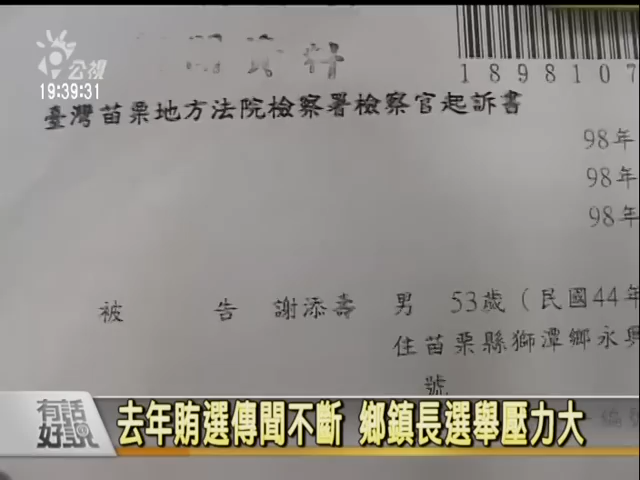 公視
19:39:31
資料
1898107
臺灣苗栗地方法院檢察署檢察官起訴書
98年
98年
98年
被 告 謝添壽 男 53歲（民國44年
住苗栗縣獅潭鄉永興
號
編
有話好說
去年賄選傳聞不斷 鄉鎮長選舉壓力大